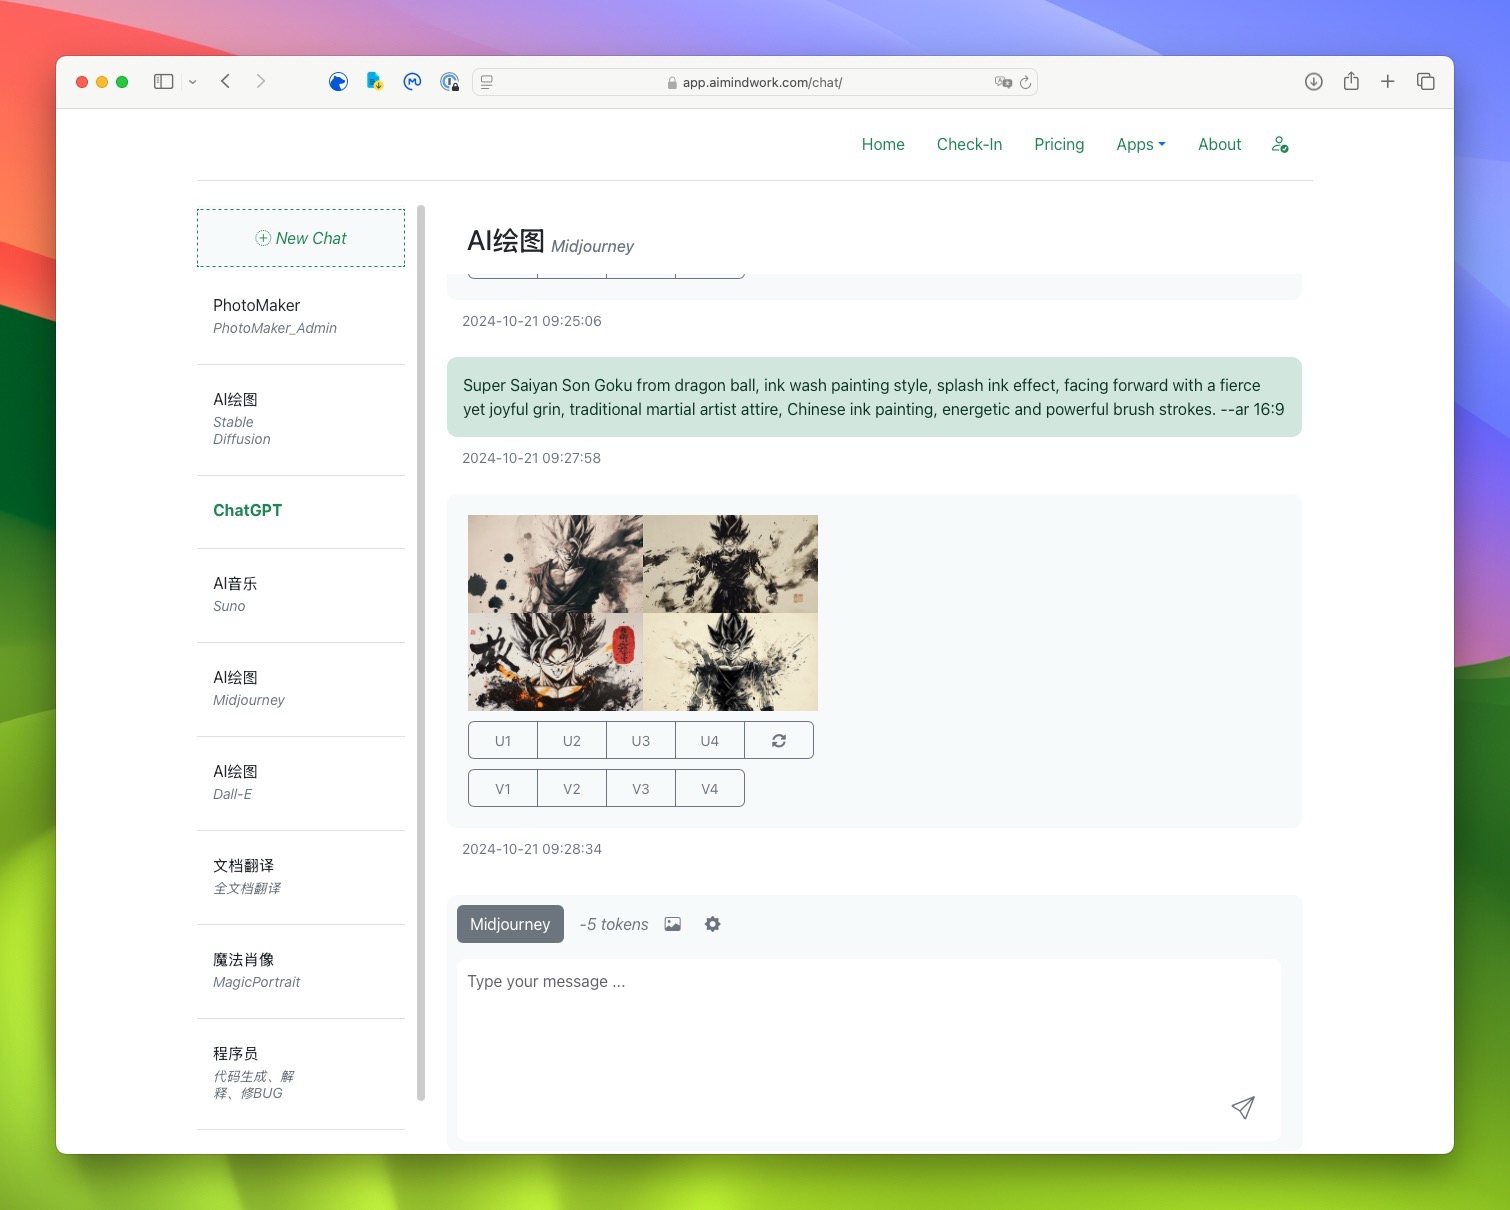 app.aimindwork.com/chat/
Home
Check-In
Pricing
Apps
About
New Chat
PhotoMaker
PhotoMaker_Admin
AI绘图
Stable
Diffusion
ChatGPT
AI音乐
Suno
AI绘图
Midjourney
AI绘图
Dall-E
文档翻译
全文档翻译
魔法肖像
MagicPortrait
程序员
代码生成、解
释、修BUG
AI绘图 Midjourney
2024-10-21 09:25:06
Super Saiyan Son Goku from dragon ball, ink wash painting style, splash ink effect, facing forward with a fierce
yet joyful grin, traditional martial artist attire, Chinese ink painting, energetic and powerful brush strokes. --ar 16:9
2024-10-21 09:27:58
U1
U2
U3
U4
V1
V2
V3
V4
2024-10-21 09:28:34
Midjourney
-5 tokens
Type your message ...